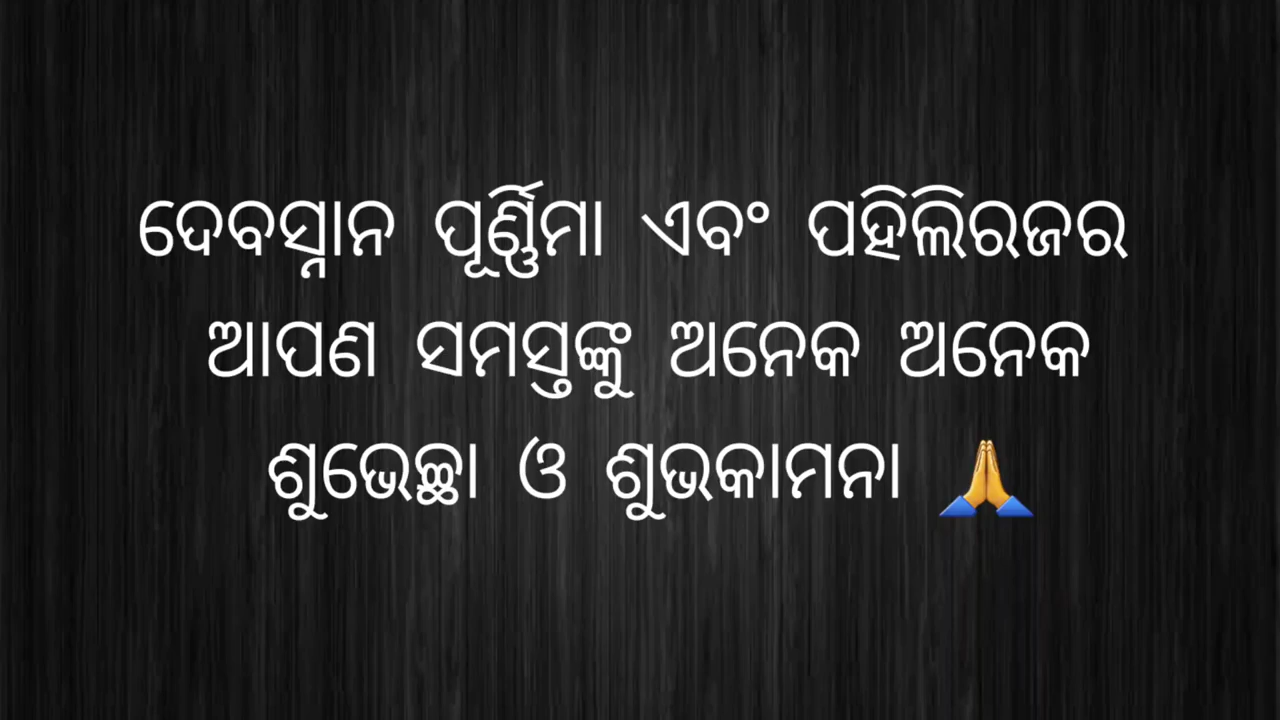 ଦେବସ୍ନାନ ପୂର୍ଣ୍ଣିମା ଏବଂ ପହିଲିରଜର
ଆପଣ ସମସ୍ତଙ୍କୁ ଅନେକ ଅନେକ
ଶୁଭେଚ୍ଛା ଓ ଶୁଭକାମନା 🙏